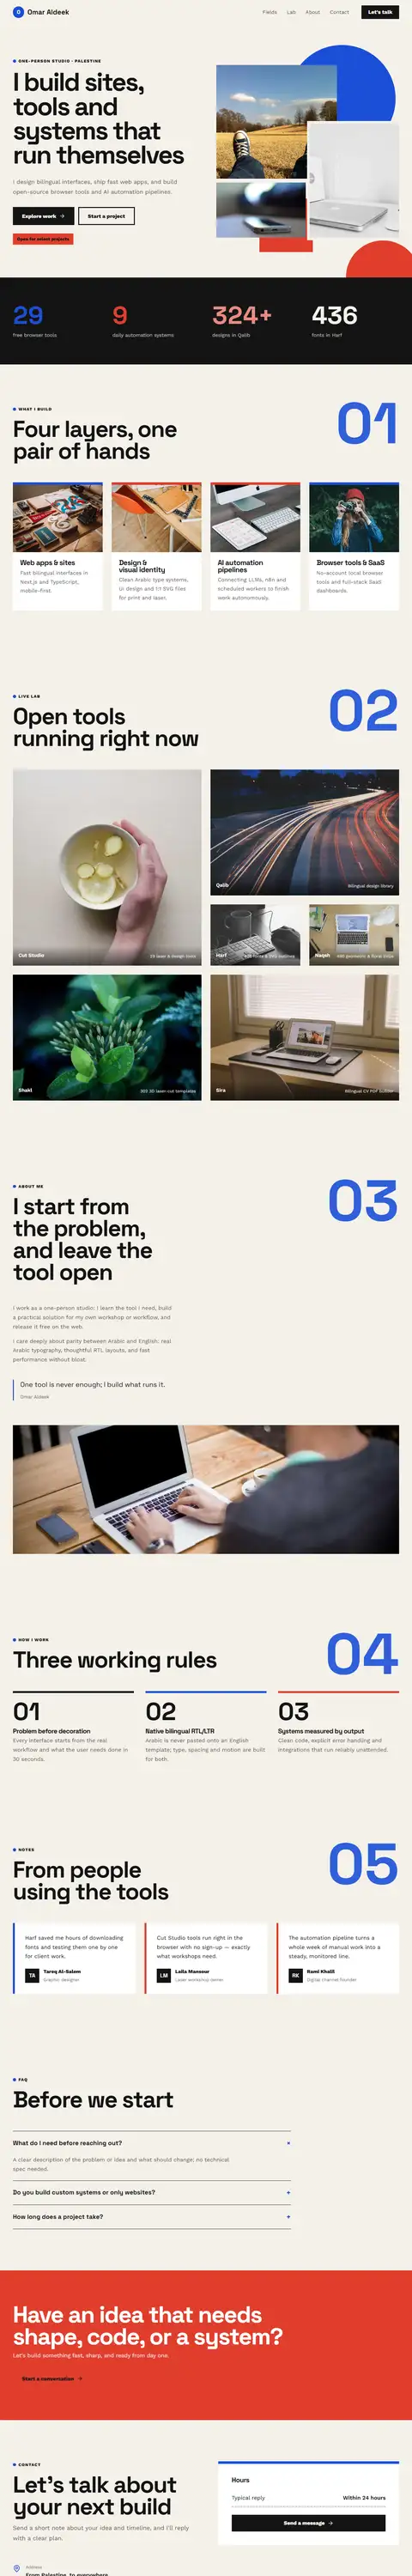 O Omar Aldeek
Fields Lab About Contact Let's talk
ONE-PERSON STUDIO · PALESTINE
I build sites,
tools and
systems that
run themselves
I design bilingual interfaces, ship fast web apps, and build
open-source browser tools and AI automation pipelines.
Explore work → Start a project
Open for select projects
29 9 324+ 436
free browser tools daily automation systems designs in Qalib fonts in Harf
WHAT I BUILD
01
Four layers, one
pair of hands
Web apps & sites
Fast bilingual interfaces in
Next.js and TypeScript,
mobile-first.
Design &
visual identity
Clean Arabic type systems,
UI design and 1:1 SVG files
for print and laser.
AI automation
pipelines
Connecting LLMs, n8n and
scheduled workers to finish
work autonomously.
Browser tools & SaaS
No-account local browser
tools and full-stack SaaS
dashboards.
LIVE LAB
02
Open tools
running right now
Qalib Bilingual design library
Cut Studio 29 laser & design tools
Harf
Naqsh
Shakl 353 3D laser-cut templates
Sira Bilingual CV PDF builder
ABOUT ME
03
I start from
the problem,
and leave the
tool open
I work as a one-person studio: I learn the tool I need, build
a practical solution for my own workshop or workflow, and
release it free on the web.
I care deeply about parity between Arabic and English: real
Arabic typography, thoughtful RTL layouts, and fast
performance without bloat.
One tool is never enough; I build what runs it.
Omar Aldeek
HOW I WORK
04
Three working rules
01
Problem before decoration
Every interface starts from the real
workflow and what the user needs done in
30 seconds.
02
Native bilingual RTL/LTR
Arabic is never pasted onto an English
template; type, spacing and motion are built
for both.
03
Systems measured by output
Clean code, explicit error handling and
integrations that run reliably unattended.
NOTES
05
From people
using the tools
Harf saved me hours of downloading
fonts and testing them one by one
for client work.
TA Tareq Al-Salem
Graphic designer
Cut Studio tools run right in the
browser with no sign-up — exactly
what workshops need.
LM Laila Mansour
Laser workshop owner
The automation pipeline turns a
whole week of manual work into a
steady, monitored line.
RK Rami Khalil
Digital channel founder
FAQ
Before we start
What do I need before reaching out?
A clear description of the problem or idea and what should change; no technical
spec needed.
Do you build custom systems or only websites? +
How long does a project take? +
Have an idea that needs
shape, code, or a system?
Let's build something fast, sharp, and ready from day one.
Start a conversation →
CONTACT
Let's talk about
your next build
Send a short note about your idea and timeline, and I'll reply
with a clear plan.
Hours
Typical reply Within 24 hours
Send a message →
Address
From Palestine, to everywhere